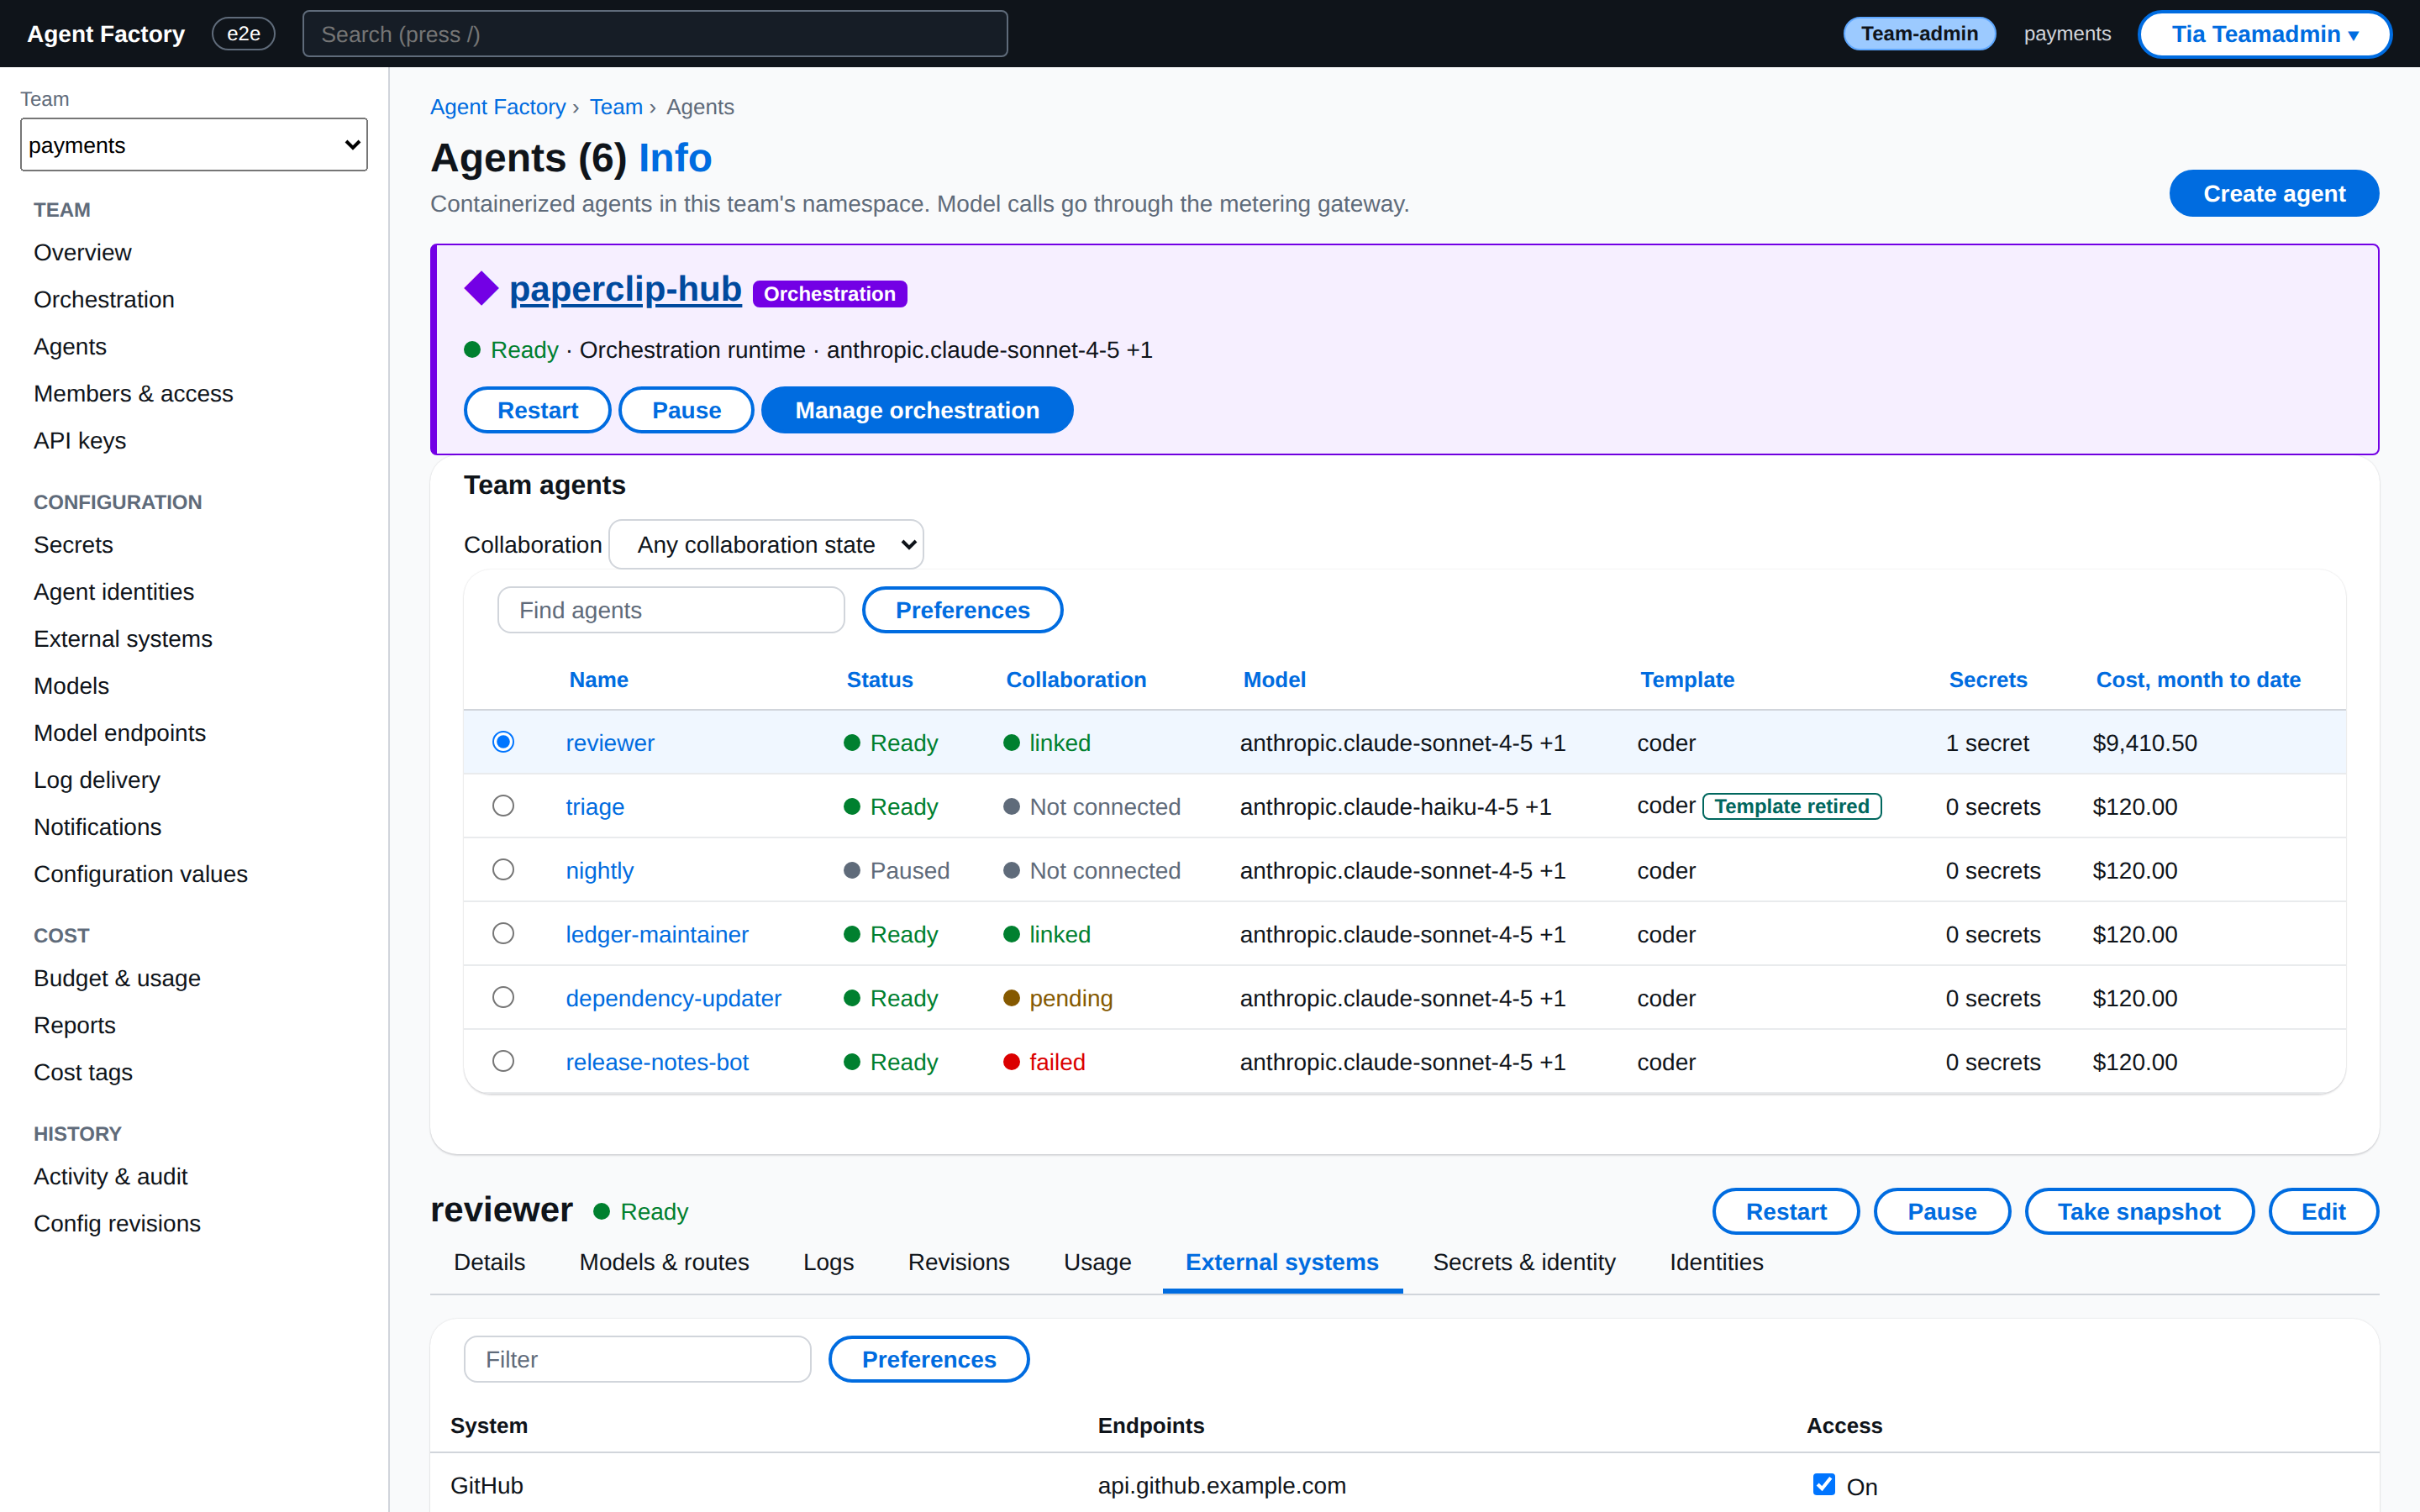 Agent Factory e2e Search (press /) Team-admin payments Tia Teamadmin ▾
Team
payments
TEAM
Overview
Orchestration
Agents
Members & access
API keys
CONFIGURATION
Secrets
Agent identities
External systems
Models
Model endpoints
Log delivery
Notifications
Configuration values
COST
Budget & usage
Reports
Cost tags
HISTORY
Activity & audit
Config revisions
Agent Factory › Team › Agents
Agents (6) Info
Containerized agents in this team's namespace. Model calls go through the metering gateway.
Create agent
paperclip-hub Orchestration
Ready · Orchestration runtime · anthropic.claude-sonnet-4-5 +1
Restart Pause Manage orchestration
Team agents
Collaboration Any collaboration state
Find agents Preferences
Name Status Collaboration Model Template Secrets Cost, month to date
reviewer Ready linked anthropic.claude-sonnet-4-5 +1 coder 1 secret $9,410.50
triage Ready Not connected anthropic.claude-haiku-4-5 +1 coder Template retired 0 secrets $120.00
nightly Paused Not connected anthropic.claude-sonnet-4-5 +1 coder 0 secrets $120.00
ledger-maintainer Ready linked anthropic.claude-sonnet-4-5 +1 coder 0 secrets $120.00
dependency-updater Ready pending anthropic.claude-sonnet-4-5 +1 coder 0 secrets $120.00
release-notes-bot Ready failed anthropic.claude-sonnet-4-5 +1 coder 0 secrets $120.00
reviewer Ready Restart Pause Take snapshot Edit
Details Models & routes Logs Revisions Usage External systems Secrets & identity Identities
Filter Preferences
System Endpoints Access
GitHub api.github.example.com On